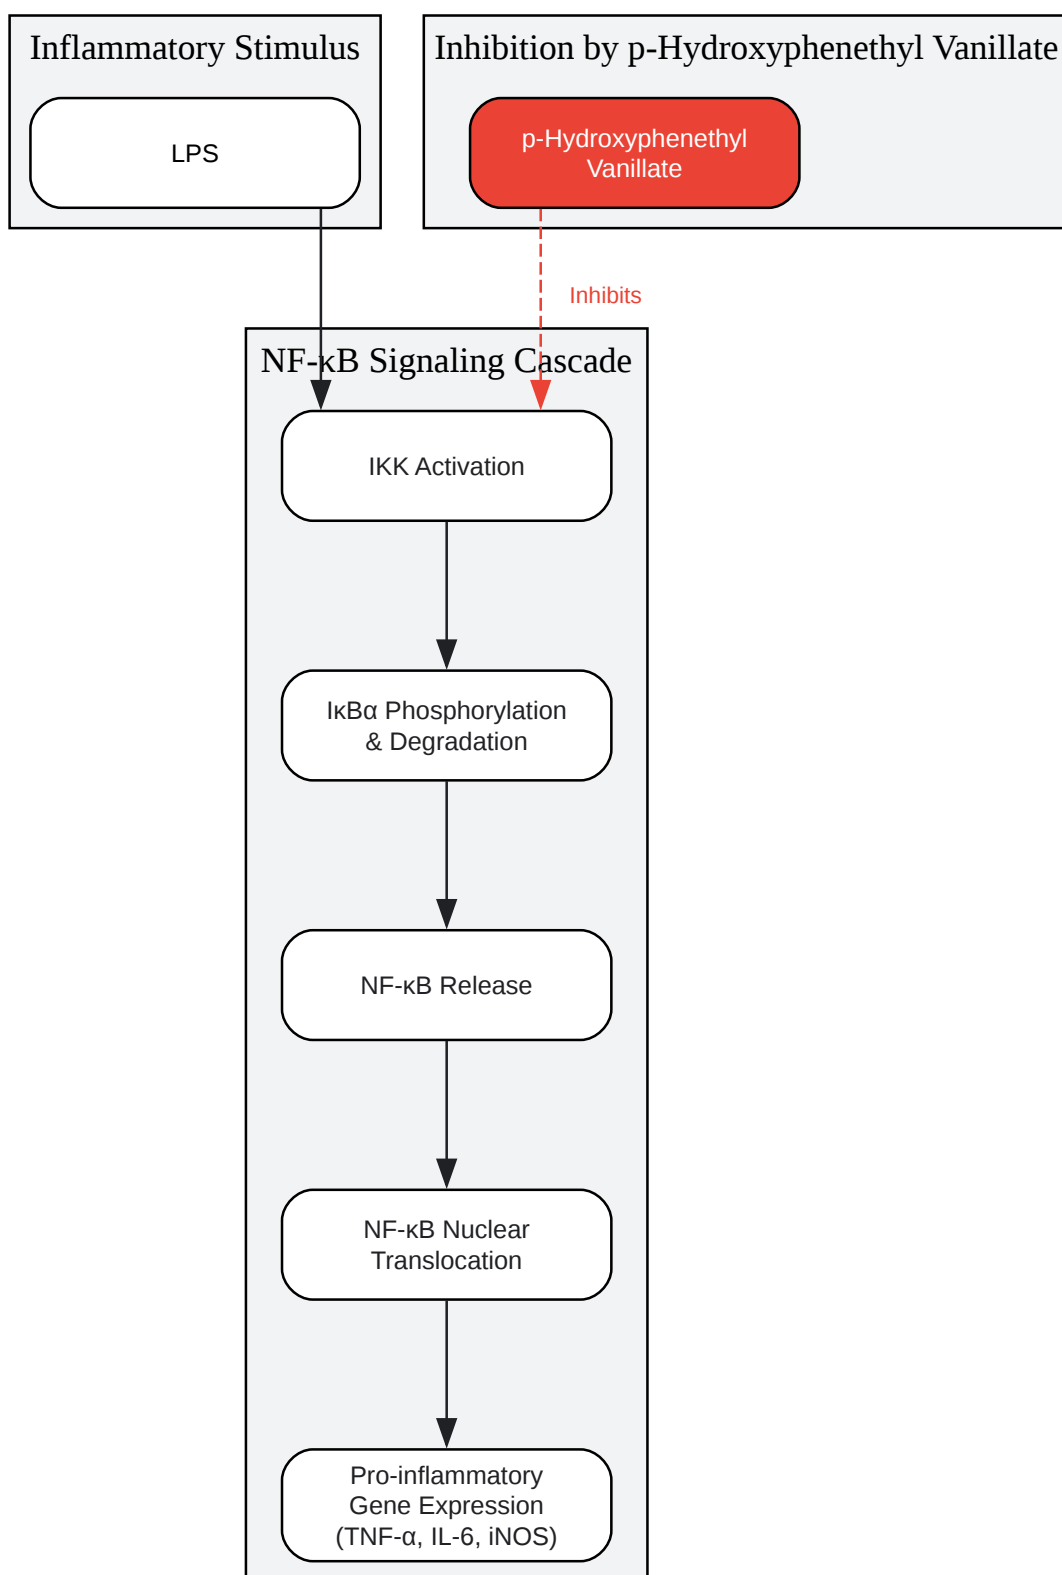 Inflammatory Stimulus
LPS
Inhibition by p-Hydroxyphenethyl Vanillate
p-Hydroxyphenethyl
Vanillate
Inhibits
NF-κB Signaling Cascade
IKK Activation
IκBα Phosphorylation
& Degradation
NF-κB Release
NF-κB Nuclear
Translocation
Pro-inflammatory
Gene Expression
(TNF-α, IL-6, iNOS)